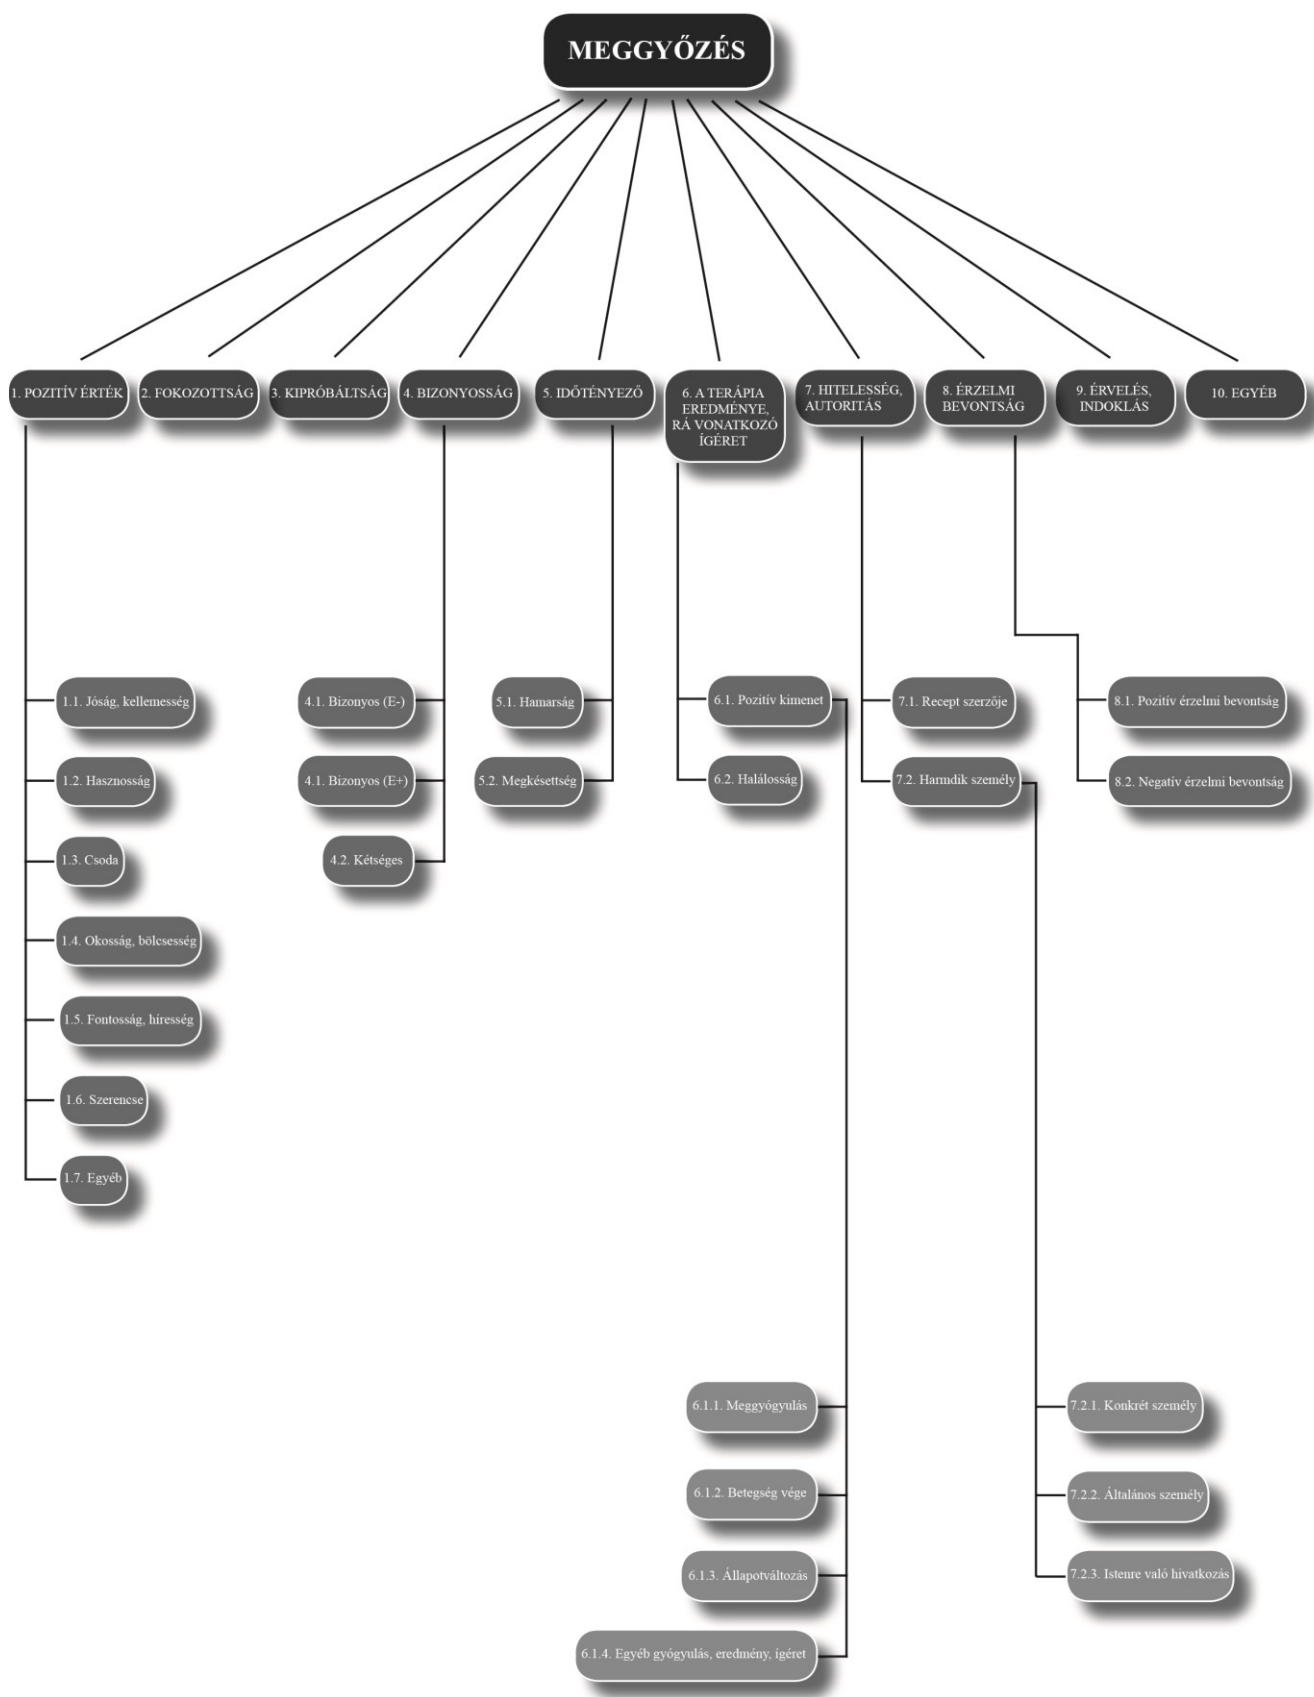 MEGGYŐZÉS
1. POZITÍV ÉRTÉK
2. FOKOZOTTSÁG
3. KIPRÓBÁLTSÁG
4. BIZONYOSSÁG
5. IDŐTÉNYEZŐ
6. A TERÁPIA
EREDMÉNYE,
RÁ VONATKOZÓ
ÍGÉRET
7. HITELESSÉG,
AUTORITÁS
8. ÉRZELMI
BEVONTSÁG
9. ÉRVELÉS,
INDOKLÁS
10. EGYÉB
1.1. Jóság, kellemesség
1.2. Hasznosság
1.3. Csoda
1.4. Okosság, bölcsesség
1.5. Fontosság, híresség
1.6. Szerencse
1.7. Egyéb
4.1. Bizonyos (E-)
4.1. Bizonyos (E+)
4.2. Kétséges
5.1. Hamarság
5.2. Megkésettség
6.1. Pozitív kimenet
6.2. Halálosság
7.1. Recept szerzője
7.2. Harmdik személy
8.1. Pozitív érzelmi bevontság
8.2. Negatív érzelmi bevontság
6.1.1. Meggyógyulás
6.1.2. Betegség vége
6.1.3. Állapotváltozás
6.1.4. Egyéb gyógyulás, eredmény, ígéret
7.2.1. Konkrét személy
7.2.2. Általános személy
7.2.3. Istenre való hivatkozás